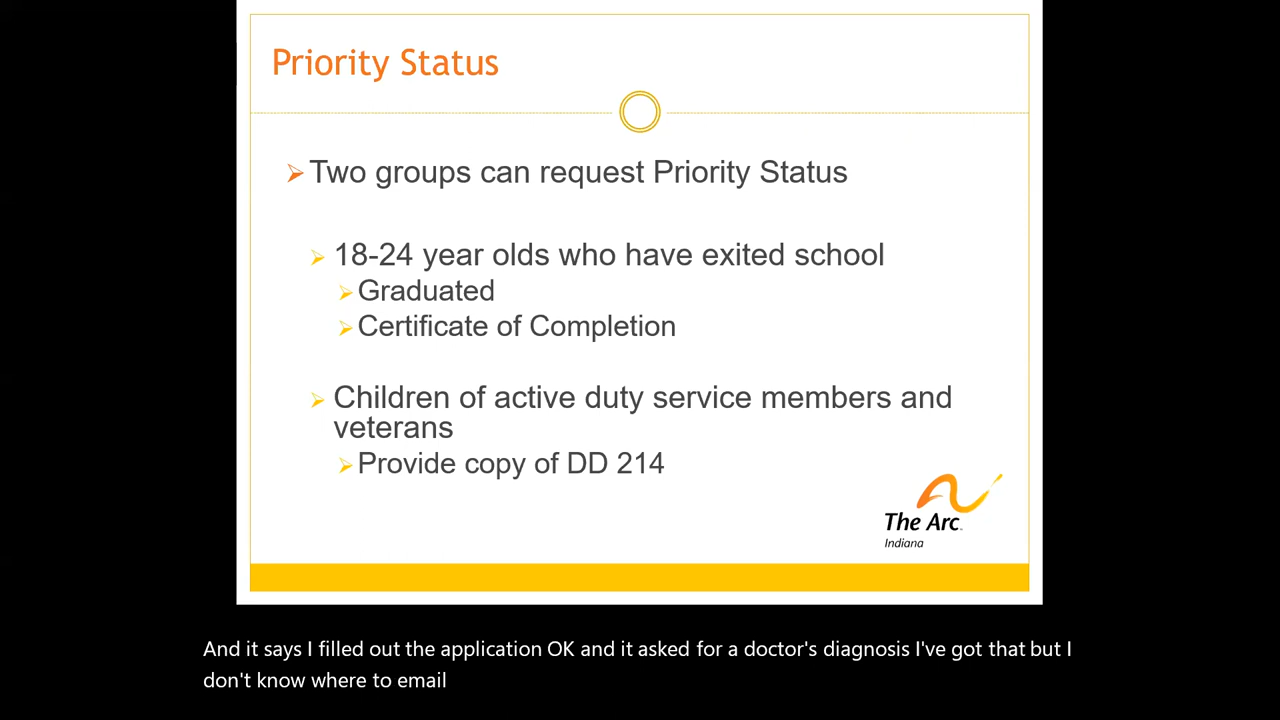 Priority Status
Two groups can request Priority Status
18-24 year olds who have exited school
Graduated
Certificate of Completion
Children of active duty service members and
veterans
Provide copy of DD 214
The Arc
Indiana
And it says I filled out the application OK and it asked for a doctor's diagnosis I've got that but I
don't know where to email